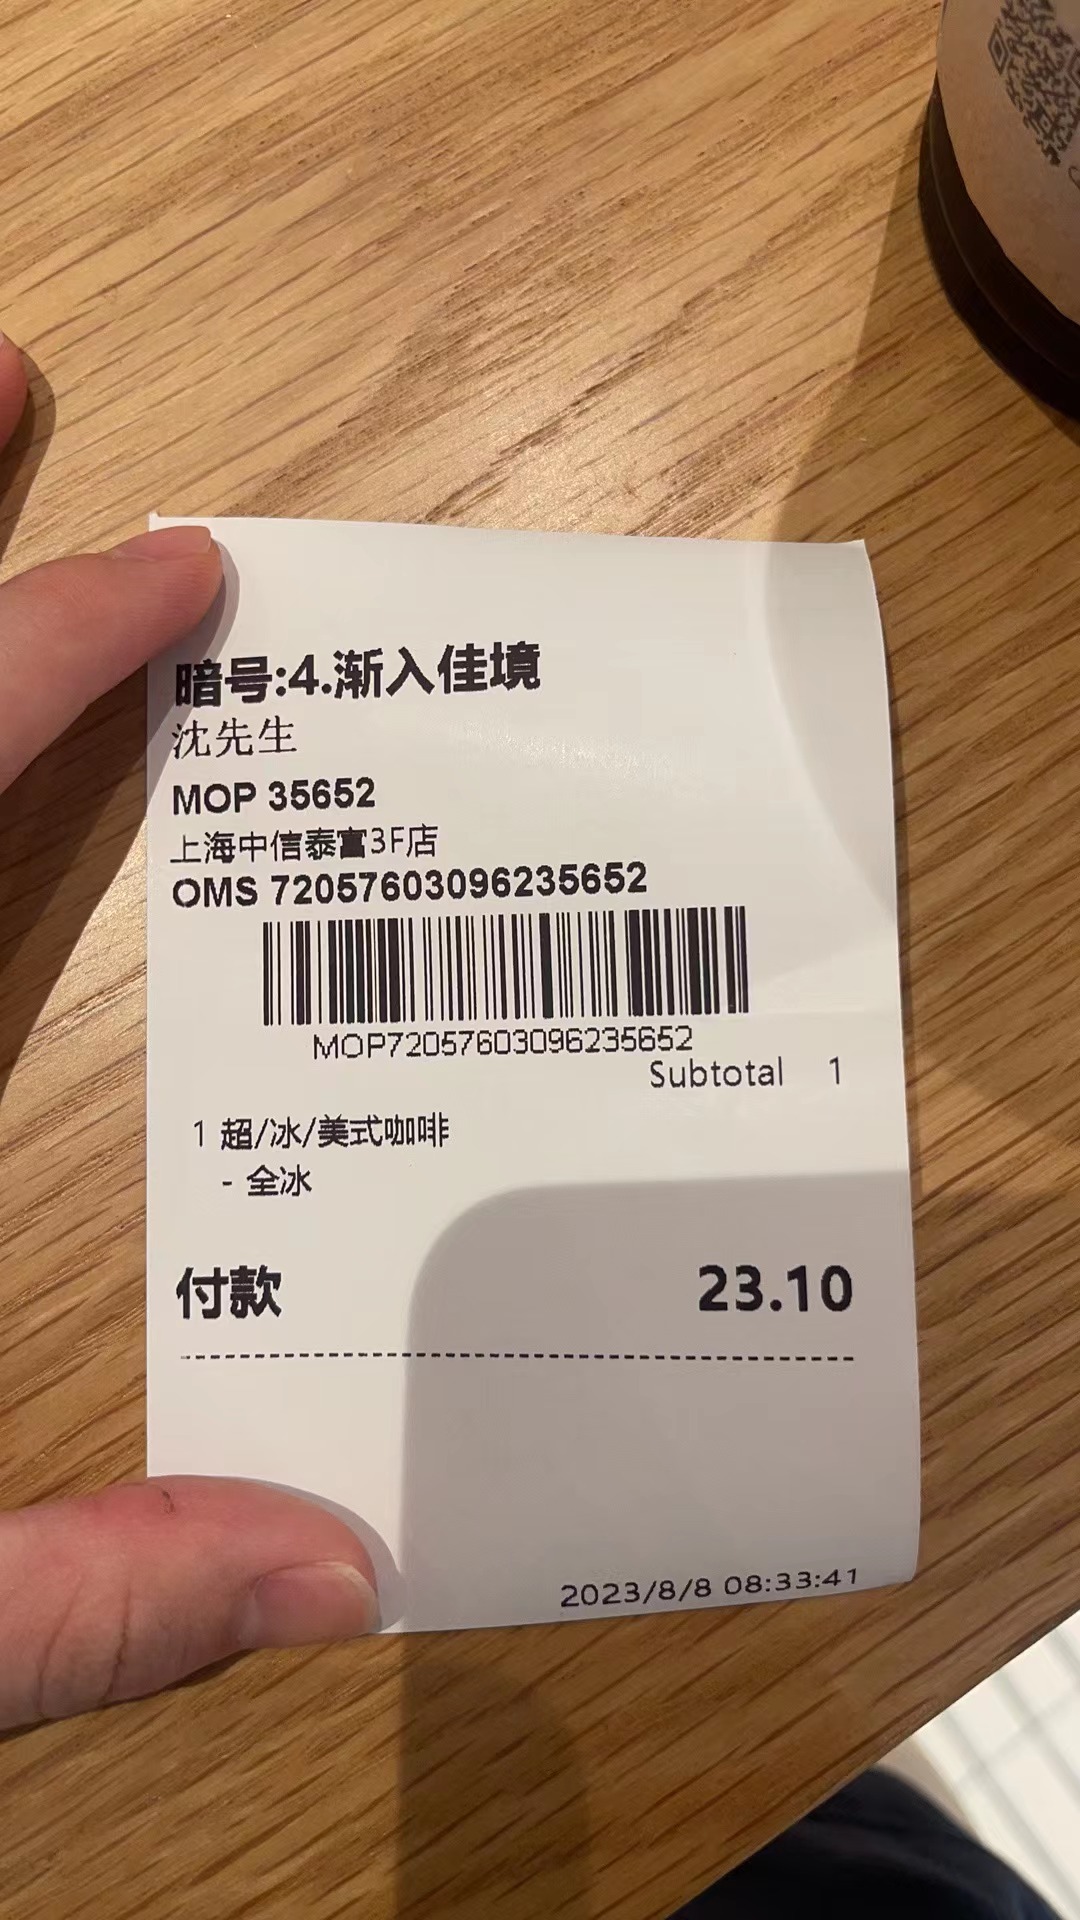 暗号:4.渐入佳境
沈先生
MOP 35652
上海中信泰富3F店
OMS 72057603096235652
MOP72057603096235652
Subtotal 1
1 超/冰/美式咖啡
- 全冰
付款 23.10
2023/8/8 08:33:41